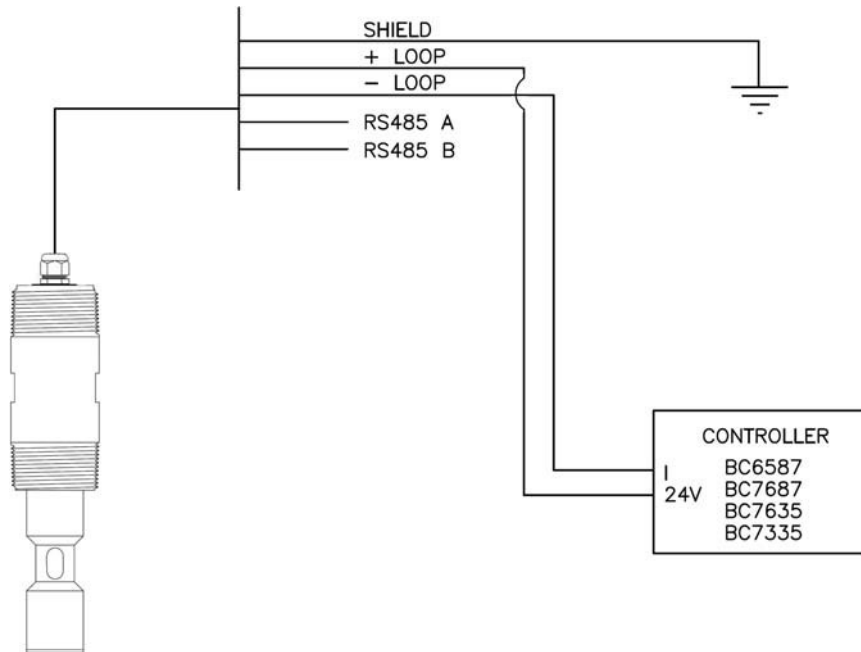 SHIELD
+ LOOP
- LOOP
RS485 A
RS485 B
CONTROLLER
I
24V
BC6587
BC7687
BC7635
BC7335